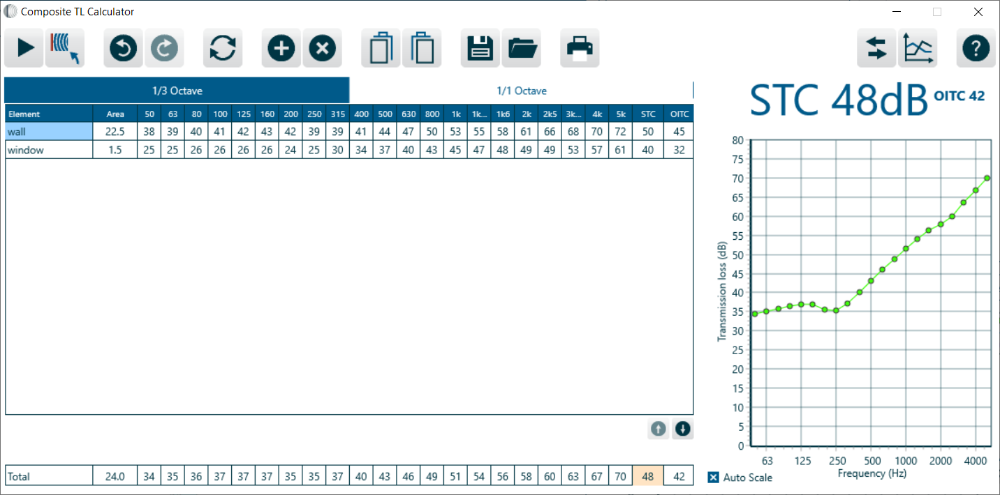 Composite TL Calculator
1/3 Octave 1/1 Octave
STC 48dB OITC 42
Element Area 50 63 80 100 125 160 200 250 315 400 500 630 800 1k 1k... 1k6 2k 2k5 3k... 4k 5k STC OITC
wall 22.5 38 39 40 41 42 43 42 39 39 41 44 47 50 53 55 58 61 66 68 70 72 50 45
window 1.5 25 25 26 26 26 26 24 25 30 34 37 40 43 45 47 48 49 49 53 57 61 40 32
Total 24.0 34 35 36 37 37 37 35 35 37 40 43 46 49 51 54 56 58 60 63 67 70 48 42
80
75
70
65
60
55
50
45
40
35
30
25
20
15
10
5
0
Transmission loss (dB)
63 125 250 500 1000 2000 4000
Frequency (Hz)
Auto Scale